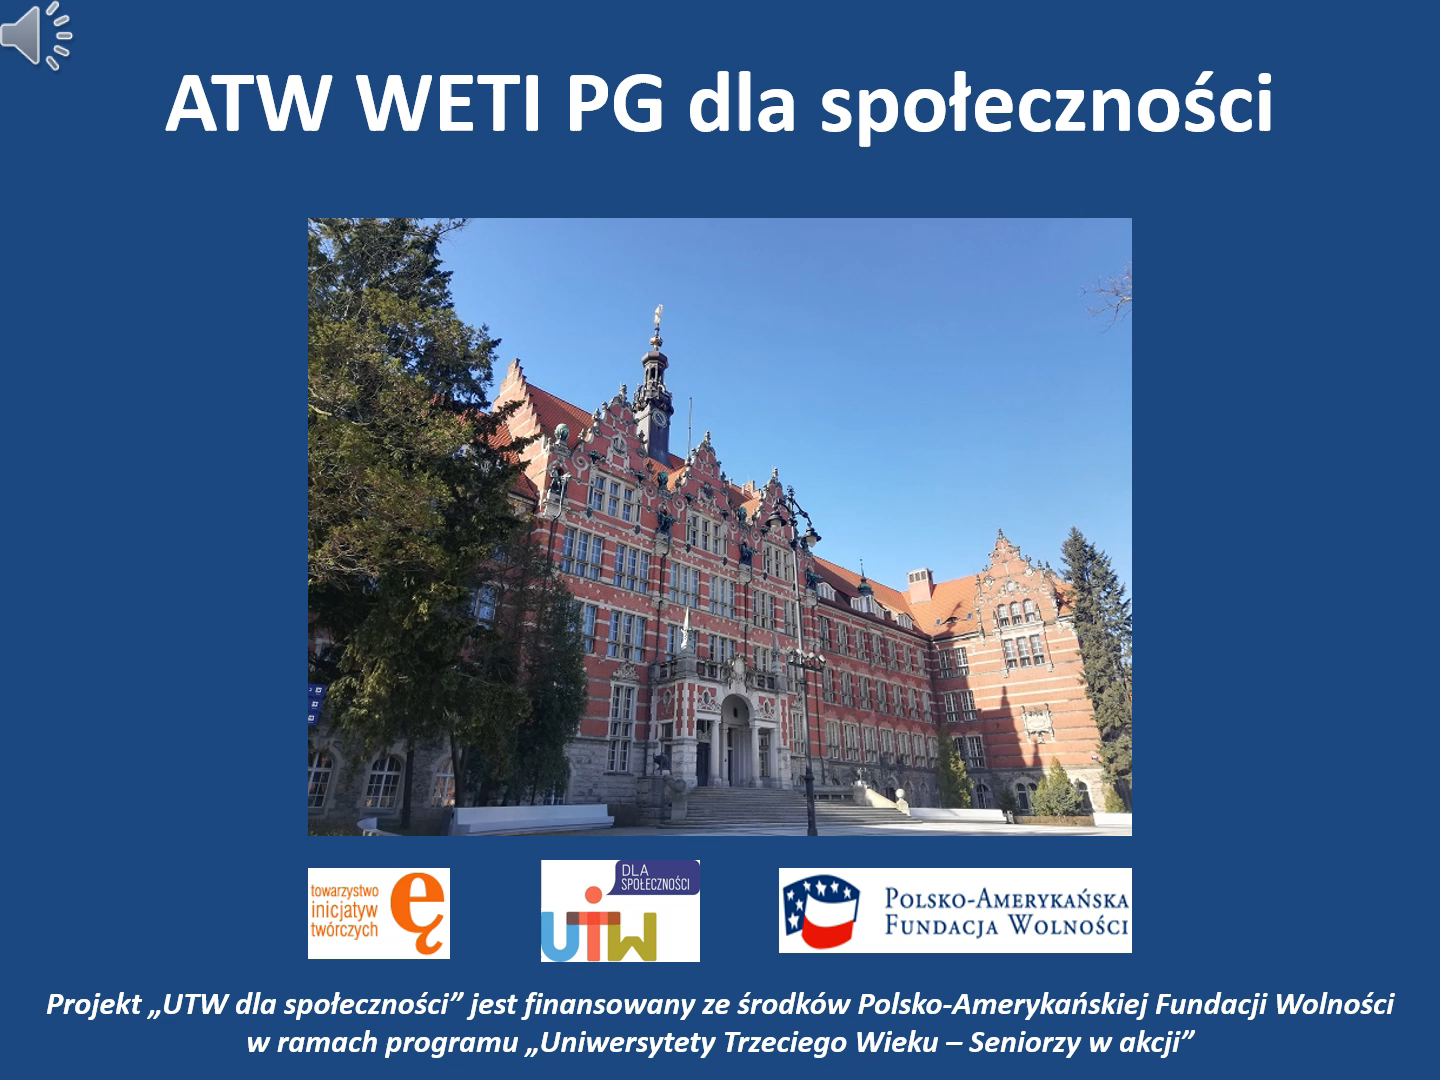 ATW WETI PG dla społeczności
towarzystwo
inicjatyw
twórczych
ę
DLA
SPOŁECZNOŚCI
UTW
POLSKO-AMERYKAŃSKA
FUNDACJA WOLNOŚCI
Projekt „UTW dla społeczności” jest finansowany ze środków Polsko-Amerykańskiej Fundacji Wolności
w ramach programu „Uniwersytety Trzeciego Wieku – Seniorzy w akcji”